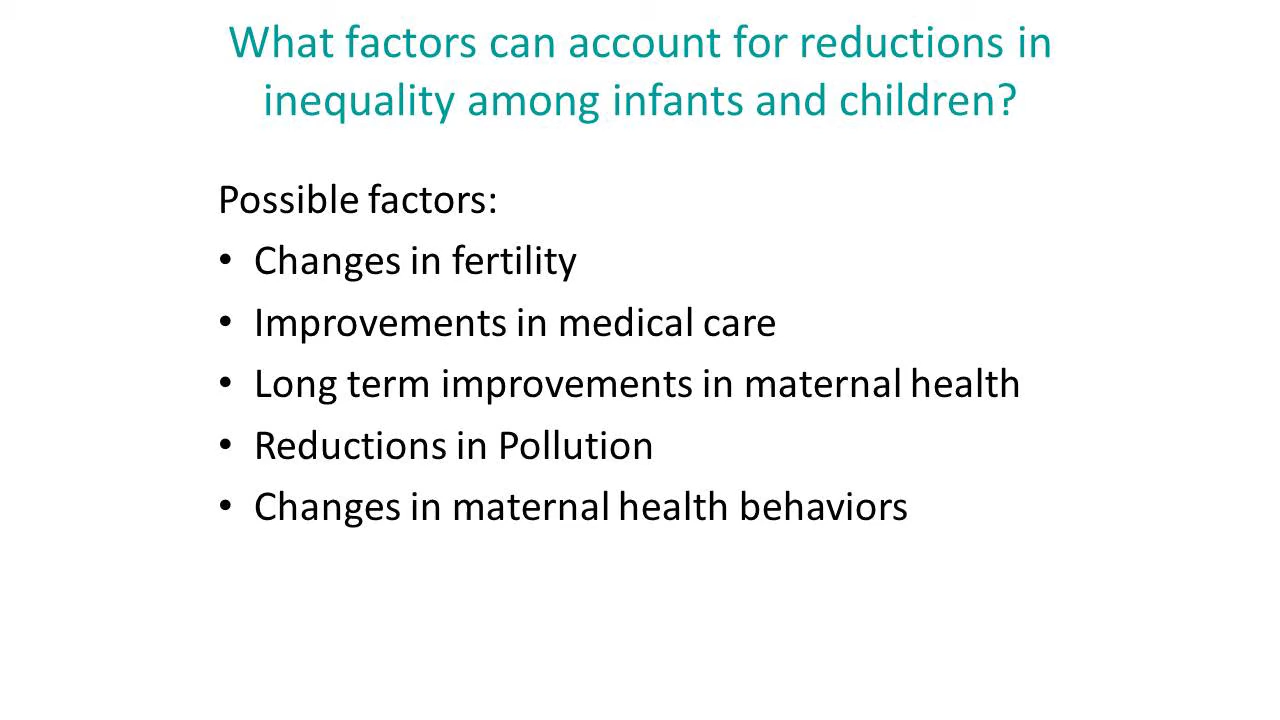 What factors can account for reductions in
inequality among infants and children?
Possible factors:
• Changes in fertility
• Improvements in medical care
• Long term improvements in maternal health
• Reductions in Pollution
• Changes in maternal health behaviors